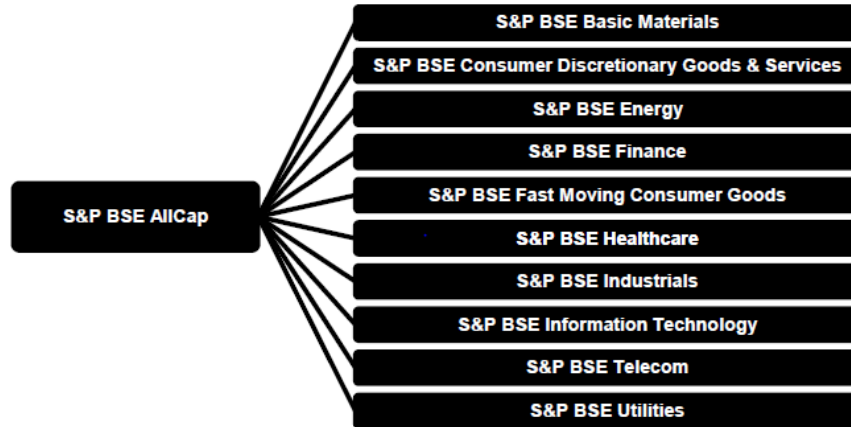 S&P BSE Basic Materials
S&P BSE Consumer Discretionary Goods & Services
S&P BSE Energy
S&P BSE Finance
S&P BSE AllCap
S&P BSE Fast Moving Consumer Goods
S&P BSE Healthcare
S&P BSE Industrials
S&P BSE Information Technology
S&P BSE Telecom
S&P BSE Utilities